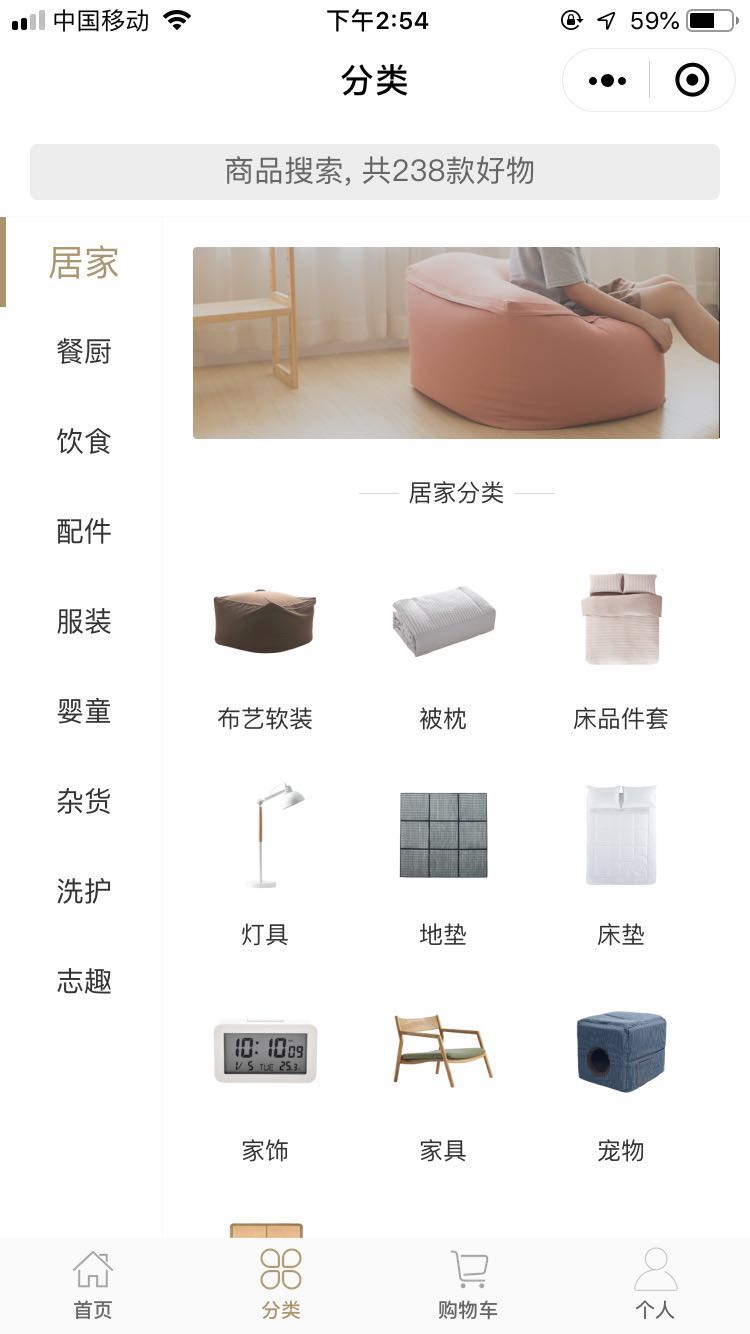 中国移动 下午2:54 59%
分类
商品搜索, 共238款好物
居家
餐厨
饮食
配件
服装
婴童
杂货
洗护
志趣
居家分类
布艺软装 被枕 床品件套
灯具 地垫 床垫
10:10 09
1/5 TUE 25.3
家饰 家具 宠物
首页 分类 购物车 个人